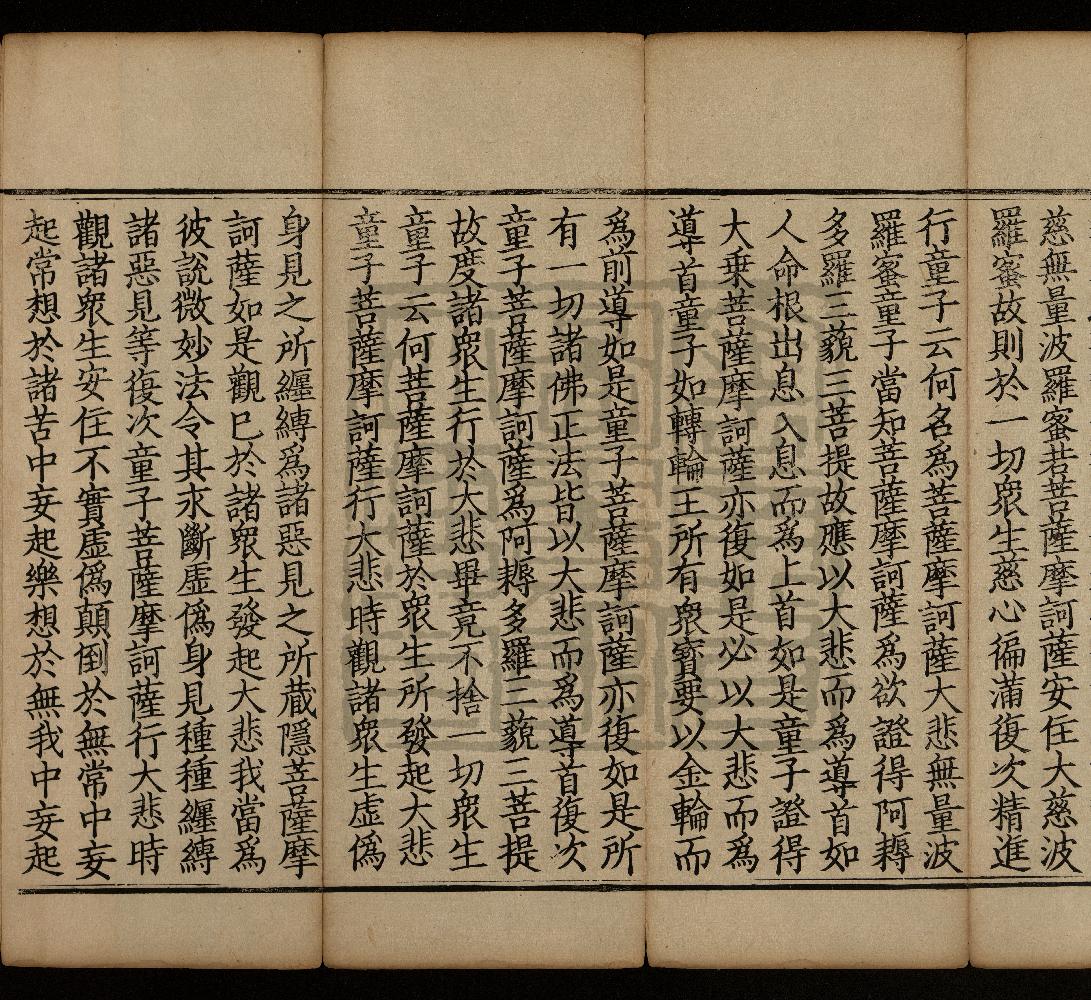 慈無量波羅蜜若菩薩摩訶薩安住大慈波
羅蜜故則於一切衆生慈心徧滿復次精進
行童子云何名爲菩薩摩訶薩大悲無量波
羅蜜童子當知菩薩摩訶薩爲欲證得阿耨
多羅三藐三菩提故應以大悲而爲導首如
人命根出息入息而爲上首如是童子證得
大乗菩薩摩訶薩亦復如是必以大悲而爲
導首童子如轉輪王所有衆寶要以金輪而
爲前導如是童子菩薩摩訶薩亦復如是所
有一切諸佛正法皆以大悲而爲導首復次
童子菩薩摩訶薩爲阿耨多羅三藐三菩提
故度諸衆生行於大悲畢竟不捨一切衆生
童子云何菩薩摩訶薩於衆生所發起大悲
童子菩薩摩訶薩行大悲時觀諸衆生虚偽
身見之所纏縛爲諸惡見之所藏隱菩薩摩
訶薩如是觀已於諸衆生發起大悲我當爲
彼說微妙法令其永斷虚偽身見種種纏縛
諸惡見等復次童子菩薩摩訶薩行大悲時
觀諸衆生安住不實虚偽顛倒於無常中妄
起常想於諸苦中妄起樂想於無我中妄起